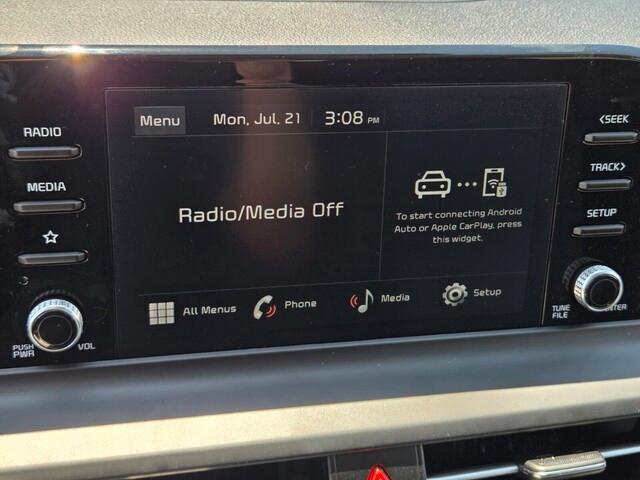 Menu Mon, Jul. 21 3:08 PM
RADIO
MEDIA
Radio/Media Off
To start connecting Android
Auto or Apple CarPlay, press
this widget.
All Menus Phone Media Setup
PUSH
PWR
VOL
<SEEK
TRACK>
SETUP
TUNE
FILE
ENTER